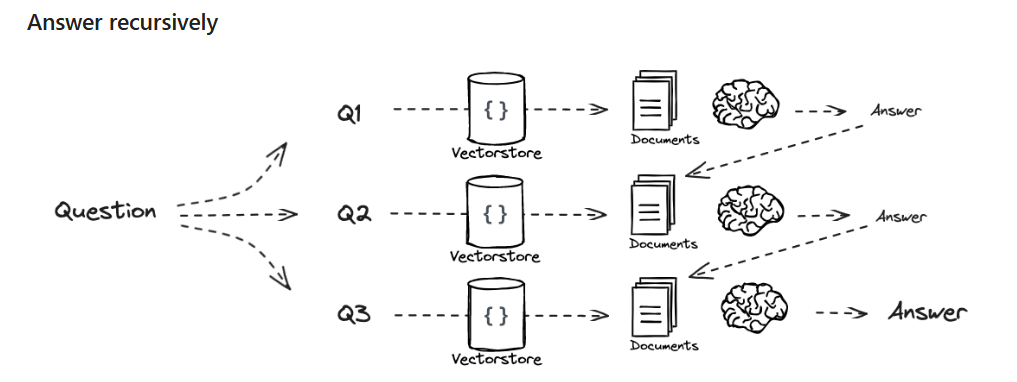 Answer recursively
Q1
{}
Vectorstore
Documents
Answer
Question
Q2
{}
Vectorstore
Documents
Answer
Q3
{}
Vectorstore
Documents
Answer